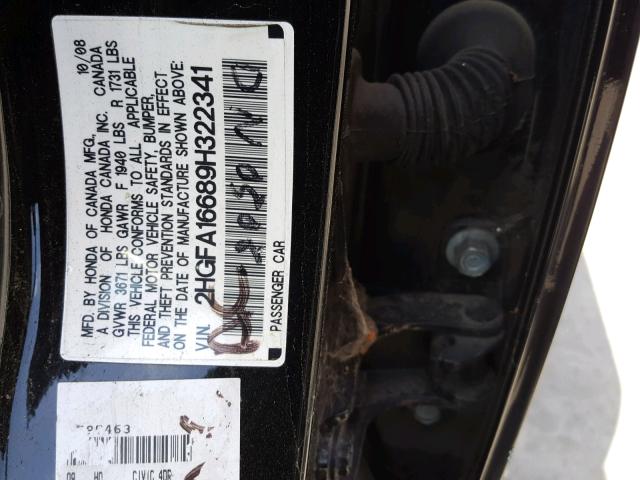 MFD. BY HONDA OF CANADA MFG., 10/08
A DIVISION OF HONDA CANADA INC. CANADA
GVWR 3671 LBS GAWR F 1940 LBS R 1731 LBS
THIS VEHICLE CONFORMS TO ALL APPLICABLE
FEDERAL MOTOR VEHICLE SAFETY, BUMPER,
AND THEFT PREVENTION STANDARDS IN EFFECT
ON THE DATE OF MANUFACTURE SHOWN ABOVE.
VIN: 2HGFA16689H322341
PASSENGER CAR
463
HD CIVIC 4DR